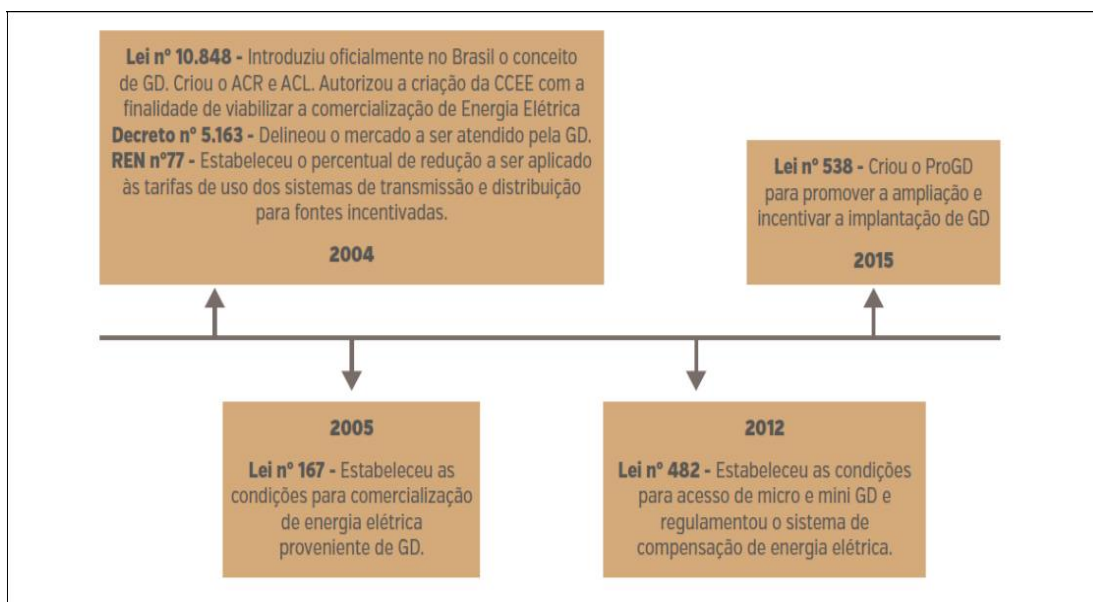 Lei nº 10.848 - Introduziu oficialmente no Brasil o conceito
de GD. Criou o ACR e ACL. Autorizou a criação da CCEE com a
finalidade de viabilizar a comercialização de Energia Elétrica
Decreto nº 5.163 - Delineou o mercado a ser atendido pela GD.
REN nº77 - Estabeleceu o percentual de redução a ser aplicado
às tarifas de uso dos sistemas de transmissão e distribuição
para fontes incentivadas.
2004
Lei nº 538 - Criou o ProGD
para promover a ampliação e
incentivar a implantação de GD
2015
2005
Lei nº 167 - Estabeleceu as
condições para comercialização
de energia elétrica
proveniente de GD.
2012
Lei nº 482 - Estabeleceu as condições
para acesso de micro e mini GD e
regulamentou o sistema de
compensação de energia elétrica.